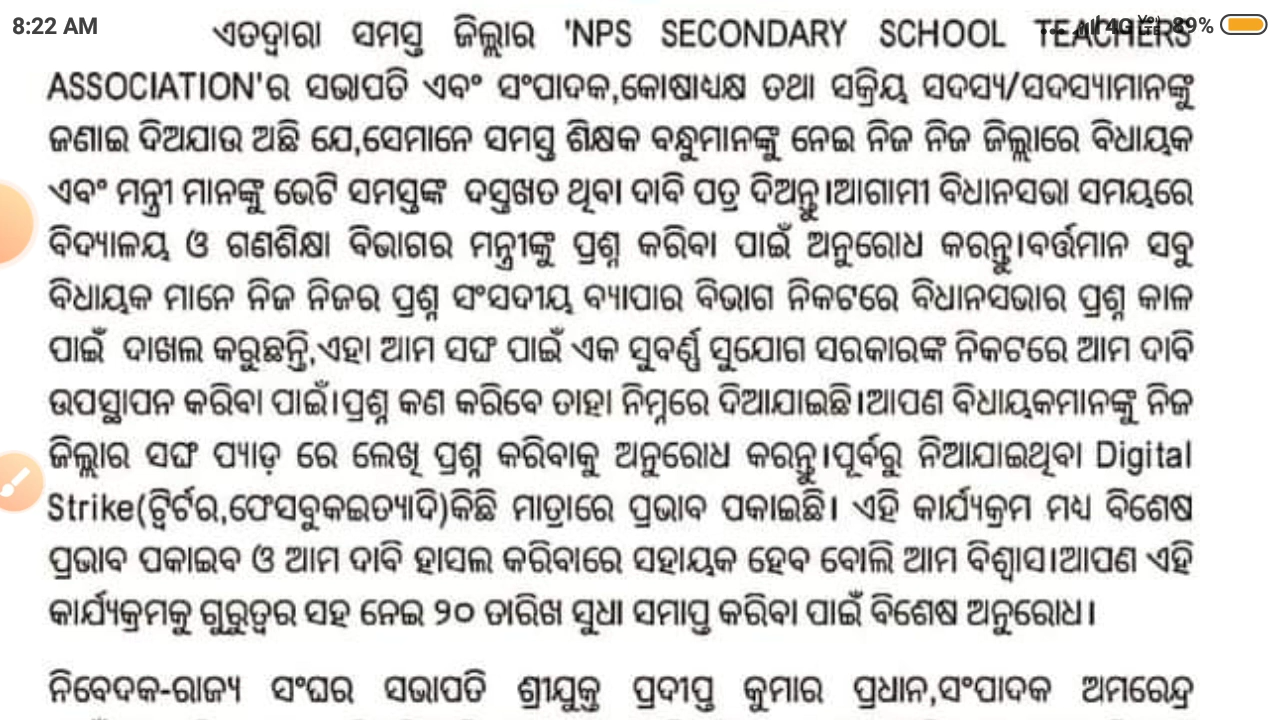 8:22 AM 4G 89%
ଏତଦ୍ୱାରା ସମସ୍ତ ଜିଲ୍ଲାର 'NPS SECONDARY SCHOOL TEACHERS
ASSOCIATION'ର ସଭାପତି ଏବଂ ସଂପାଦକ,କୋଷାଧ୍ୟକ୍ଷ ତଥା ସକ୍ରିୟ ସଦସ୍ୟ/ସଦସ୍ୟାମାନଙ୍କୁ
ଜଣାଇ ଦିଅଯାଉ ଅଛି ଯେ,ସେମାନେ ସମସ୍ତ ଶିକ୍ଷକ ବନ୍ଧୁମାନଙ୍କୁ ନେଇ ନିଜ ନିଜ ଜିଲ୍ଲାରେ ବିଧାୟକ
ଏବଂ ମନ୍ତ୍ରୀ ମାନଙ୍କୁ ଭେଟି ସମସ୍ତଙ୍କ ଦସ୍ତଖତ ଥିବା ଦାବି ପତ୍ର ଦିଅନ୍ତୁ।ଆଗାମୀ ବିଧାନସଭା ସମୟରେ
ବିଦ୍ୟାଳୟ ଓ ଗଣଶିକ୍ଷା ବିଭାଗର ମନ୍ତ୍ରୀଙ୍କୁ ପ୍ରଶ୍ନ କରିବା ପାଇଁ ଅନୁରୋଧ କରନ୍ତୁ।ବର୍ତ୍ତମାନ ସବୁ
ବିଧାୟକ ମାନେ ନିଜ ନିଜର ପ୍ରଶ୍ନ ସଂସଦୀୟ ବ୍ୟାପାର ବିଭାଗ ନିକଟରେ ବିଧାନସଭାର ପ୍ରଶ୍ନ କାଳ
ପାଇଁ ଦାଖଲ କରୁଛନ୍ତି,ଏହା ଆମ ସଙ୍ଘ ପାଇଁ ଏକ ସୁବର୍ଣ୍ଣ ସୁଯୋଗ ସରକାରଙ୍କ ନିକଟରେ ଆମ ଦାବି
ଉପସ୍ଥାପନ କରିବା ପାଇଁ।ପ୍ରଶ୍ନ କଣ କରିବେ ତାହା ନିମ୍ନରେ ଦିଆଯାଇଛି।ଆପଣ ବିଧାୟକମାନଙ୍କୁ ନିଜ
ଜିଲ୍ଲାର ସଙ୍ଘ ପ୍ୟାଡ଼ ରେ ଲେଖି ପ୍ରଶ୍ନ କରିବାକୁ ଅନୁରୋଧ କରନ୍ତୁ।ପୂର୍ବରୁ ନିଆଯାଇଥିବା Digital
Strike(ଟ୍ୱିର୍ଟର,ଫେସବୁକଇତ୍ୟାଦି)କିଛି ମାତ୍ରାରେ ପ୍ରଭାବ ପକାଇଛି। ଏହି କାର୍ଯ୍ୟକ୍ରମ ମଧ୍ୟ ବିଶେଷ
ପ୍ରଭାବ ପକାଇବ ଓ ଆମ ଦାବି ହାସଲ କରିବାରେ ସହାୟକ ହେବ ବୋଲି ଆମ ବିଶ୍ୱାସ।ଆପଣ ଏହି
କାର୍ଯ୍ୟକ୍ରମକୁ ଗୁରୁତ୍ୱର ସହ ନେଇ ୨୦ ତାରିଖ ସୁଧା ସମାପ୍ତ କରିବା ପାଇଁ ବିଶେଷ ଅନୁରୋଧ।
ନିବେଦକ-ରାଜ୍ୟ ସଂଘର ସଭାପତି ଶ୍ରୀଯୁକ୍ତ ପ୍ରଦୀପ୍ତ କୁମାର ପ୍ରଧାନ,ସଂପାଦକ ଅମରେନ୍ଦ୍ର